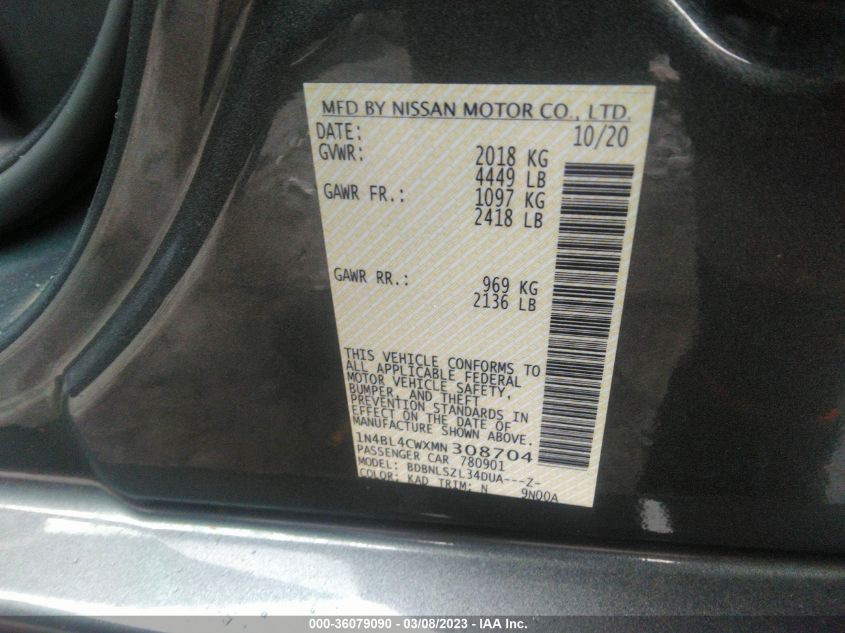 MFD BY NISSAN MOTOR CO., LTD.
DATE: 10/20
GVWR: 2018 KG
4449 LB
GAWR FR.: 1097 KG
2418 LB
GAWR RR.: 969 KG
2136 LB
THIS VEHICLE CONFORMS TO
ALL APPLICABLE FEDERAL
MOTOR VEHICLE SAFETY,
BUMPER, AND THEFT
PREVENTION STANDARDS IN
EFFECT ON THE DATE OF
MANUFACTURE SHOWN ABOVE.
1N4BL4CWXMN308704
PASSENGER CAR 780901
MODEL: BDBNLSZL34DUA---Z-
COLOR: KAD TRIM: N 9N00A
000-36079090 - 03/08/2023 - IAA Inc.